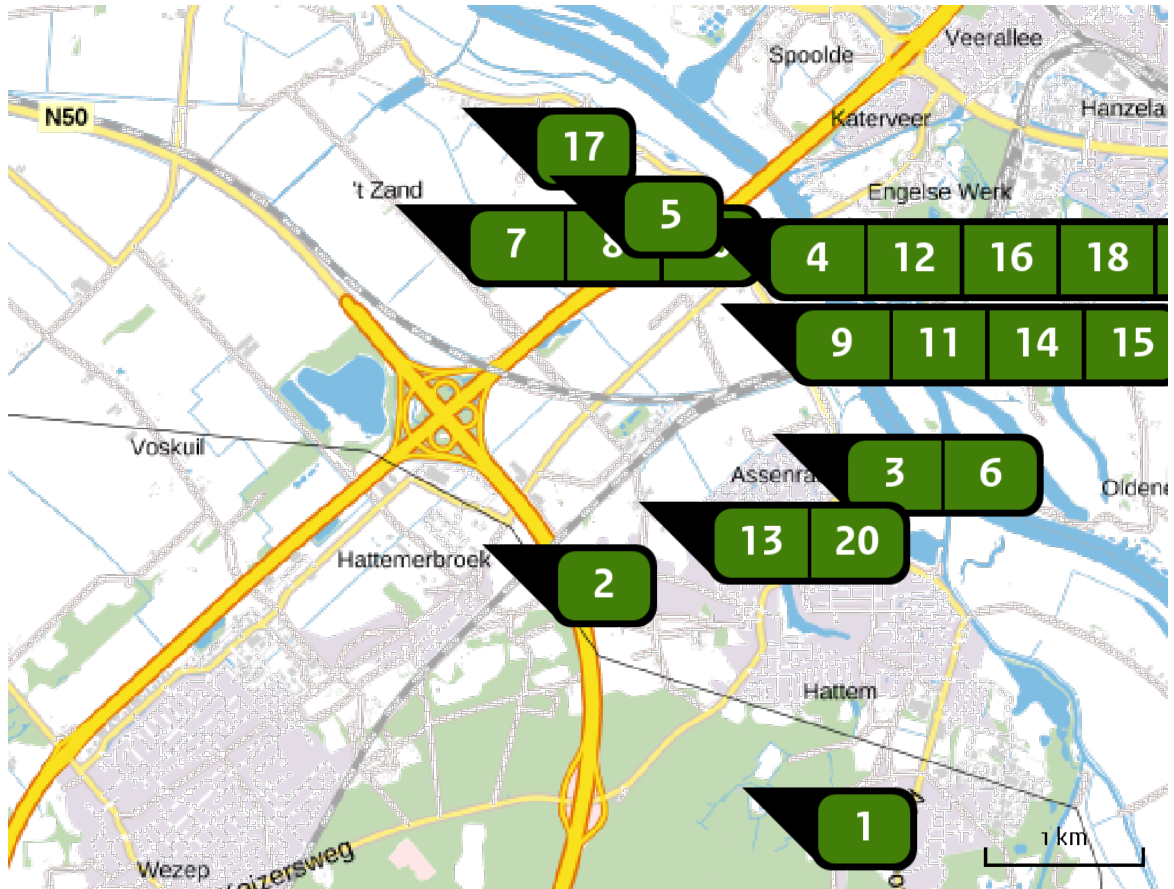 Veerallee
Spoolde
Hanzela
N50
Katerveer
17
't Zand
Engelse Werk
5
7 8
4 12 16 18
9 11 14 15
Voskuil
3 6
Assenra
Oldene
13 20
Hattemerbroek
2
Hattem
1
1 km
Keizersweg
Wezep